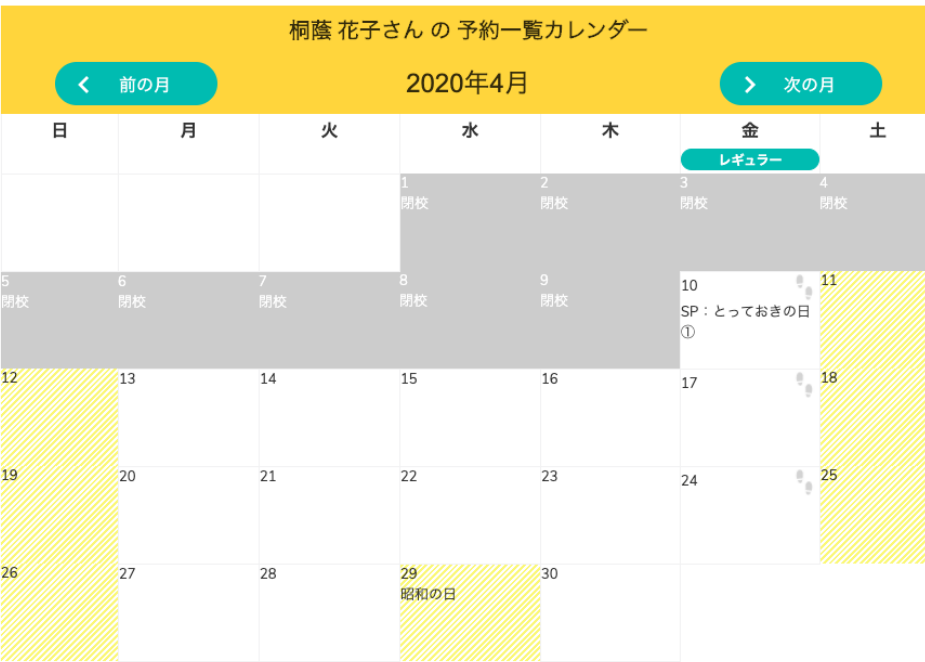 桐蔭 花子さん の 予約一覧カレンダー
前の月
2020年4月
次の月
日 月 火 水 木 金 土
レギュラー
1 2 3 4
閉校 閉校 閉校 閉校
5 6 7 8 9 10 11
閉校 閉校 閉校 閉校 閉校
SP：とっておきの日
①
12 13 14 15 16 17 18
19 20 21 22 23 24 25
26 27 28 29 30
昭和の日